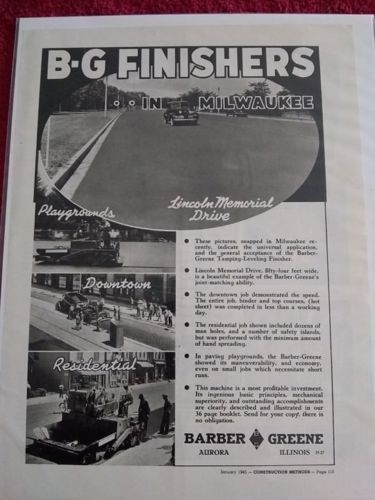 B-G FINISHERS
..IN MILWAUKEE
Lincoln Memorial
Drive
Playgrounds
Downtown
Residential
These pictures, snapped in Milwaukee re-
cently, indicate the universal application,
and the general acceptance of the Barber-
Greene Tamping-Leveling Finisher.
Lincoln Memorial Drive, fifty-four feet wide,
is a beautiful example of the Barber-Greene's
joint-matching ability.
The downtown job demonstrated the speed.
The entire job, binder and top courses, (hot
sheet) was completed in less than a working
day.
The residential job shown included dozens of
man holes, and a number of safety islands,
but was performed with the minimum amount
of hand spreading.
In paving playgrounds, the Barber-Greene
showed its maneuverability, and economy,
even on small jobs which necessitate short
runs.
This machine is a most profitable investment.
Its ingenious basic principles, mechanical
superiority, and outstanding accomplishments
are clearly described and illustrated in our
36 page booklet. Send for your copy, there is
no obligation.
BARBER GREENE
AURORA ILLINOIS
January 1940 — CONSTRUCTION METHODS — Page